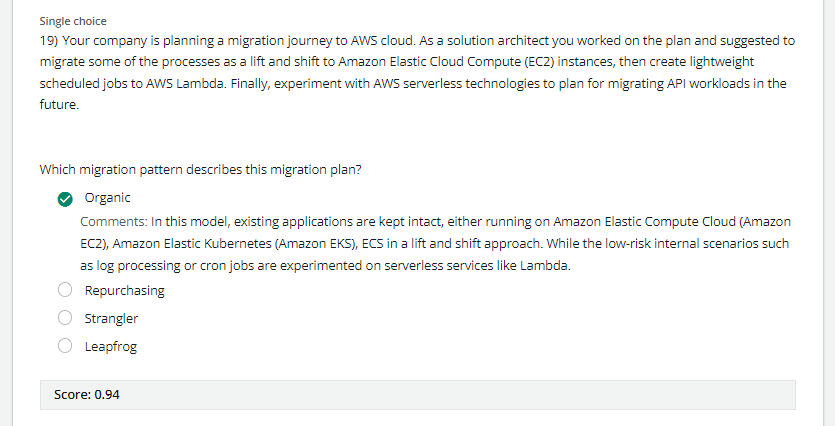 Single choice
19) Your company is planning a migration journey to AWS cloud. As a solution architect you worked on the plan and suggested to
migrate some of the processes as a lift and shift to Amazon Elastic Cloud Compute (EC2) instances, then create lightweight
scheduled jobs to AWS Lambda. Finally, experiment with AWS serverless technologies to plan for migrating API workloads in the
future.
Which migration pattern describes this migration plan?
Organic
Comments: In this model, existing applications are kept intact, either running on Amazon Elastic Compute Cloud (Amazon
EC2), Amazon Elastic Kubernetes (Amazon EKS), ECS in a lift and shift approach. While the low-risk internal scenarios such
as log processing or cron jobs are experimented on serverless services like Lambda.
Repurchasing
Strangler
Leapfrog
Score: 0.94